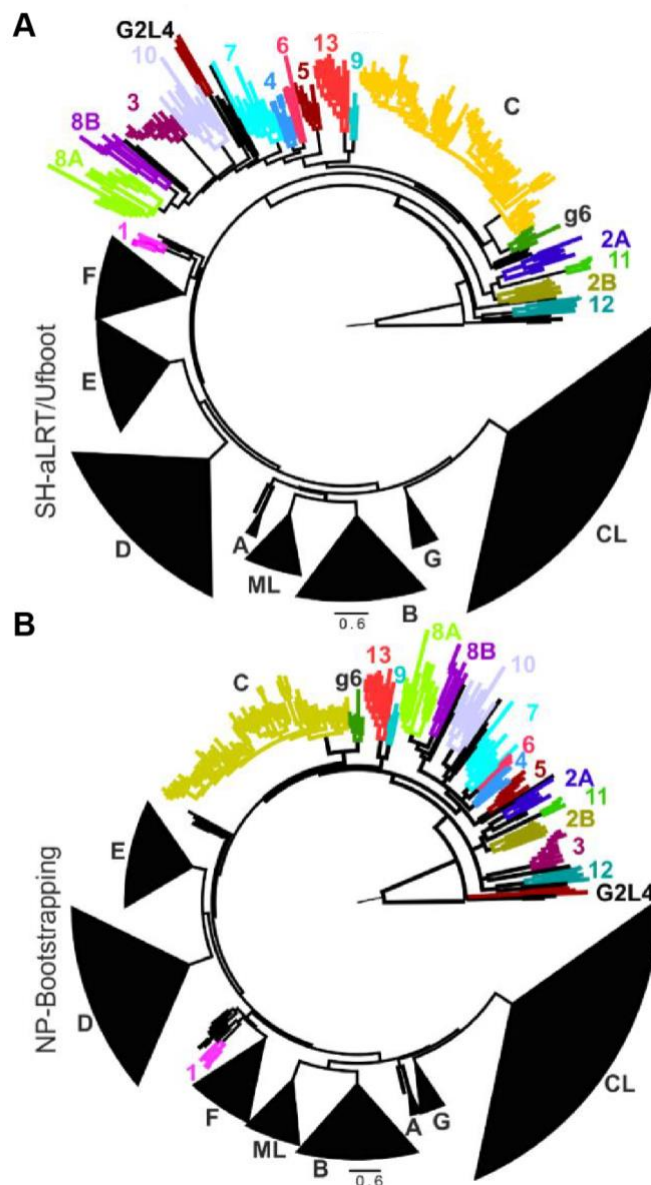 A
G2L4
10
7
6
13
9
4
5
3
C
8B
8A
1
g6
2A
11
2B
12
F
E
D
A
ML
B
G
CL
SH-aLRT/Ufboot
0.6
B
8A
8B
13
9
10
g6
C
7
6
4
5
2A
11
2B
3
12
G2L4
E
D
1
F
ML
B
A
G
CL
NP-Bootstrapping
0.6